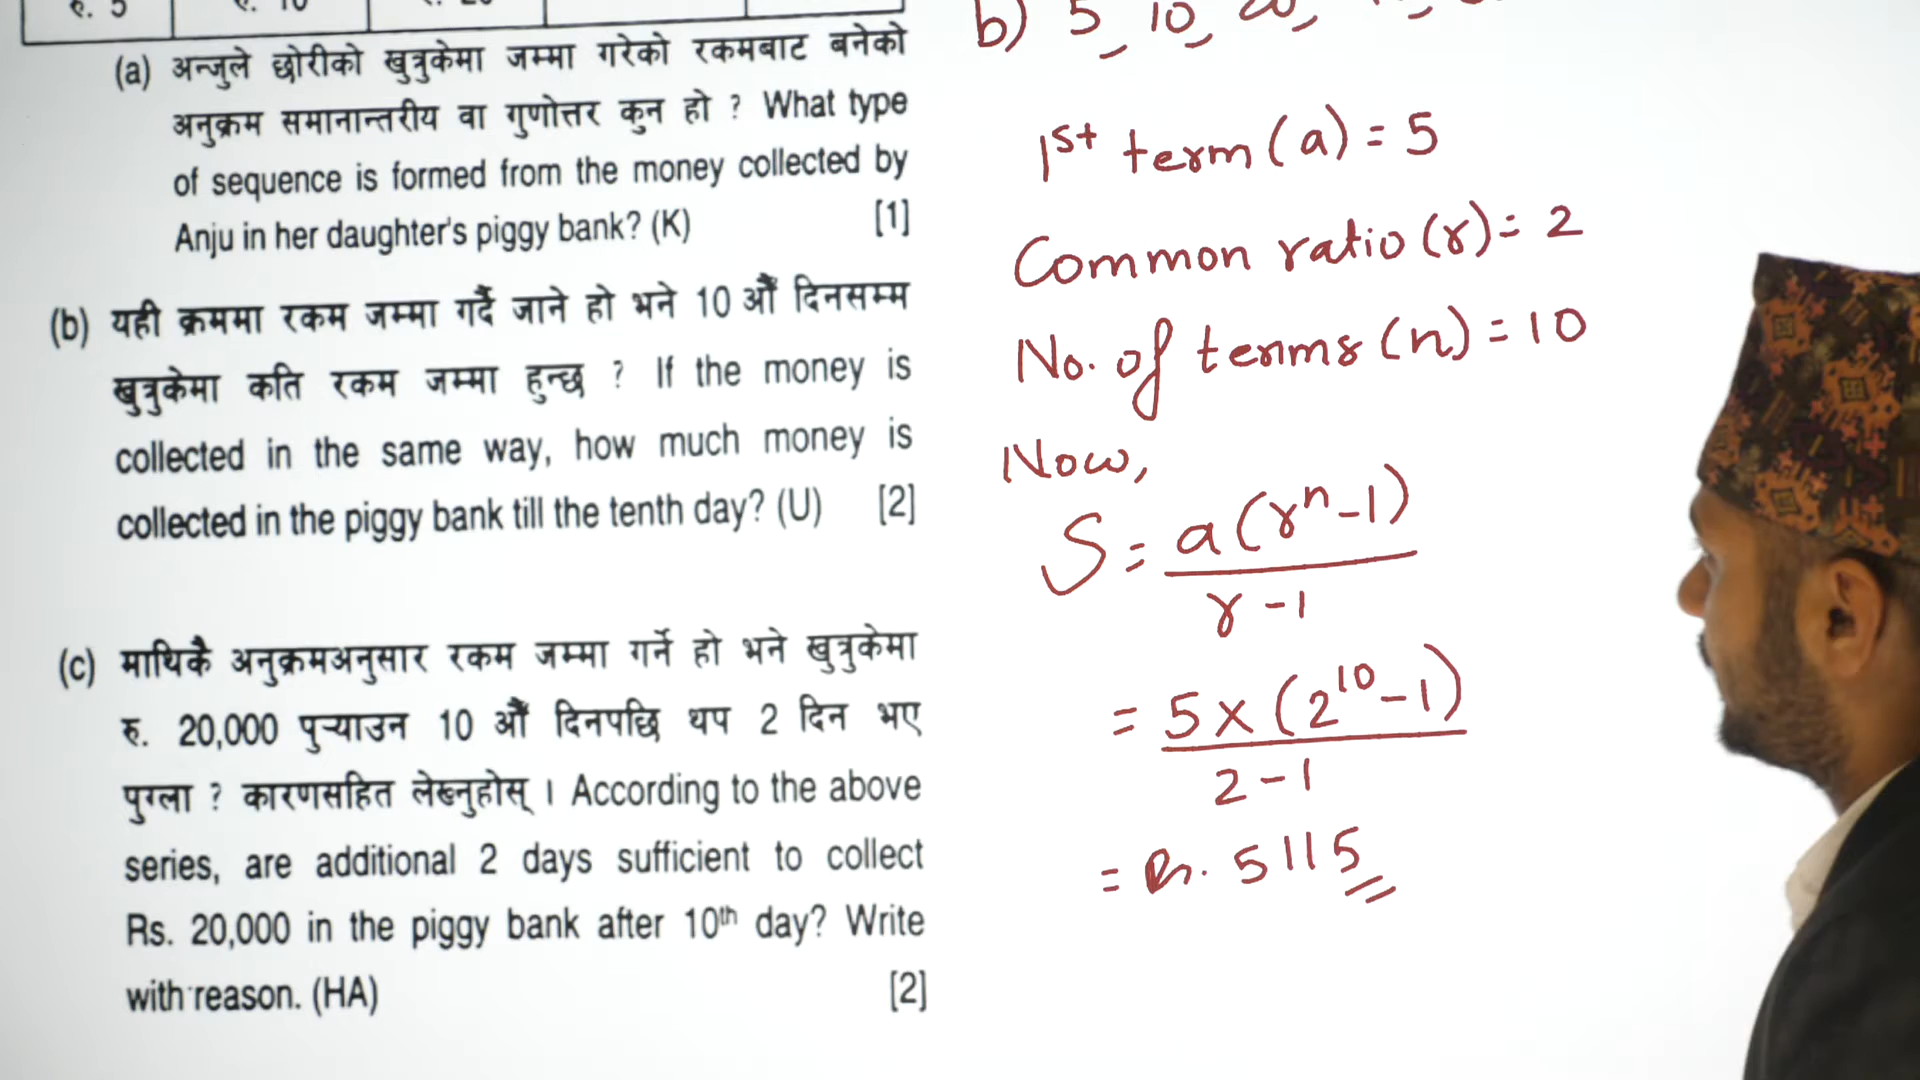 रु. 5
रु. 10
(a) अन्जुले छोरीको खुत्रुकेमा जम्मा गरेको रकमबाट बनेको
अनुक्रम समानान्तरीय वा गुणोत्तर कुन हो ? What type
of sequence is formed from the money collected by
Anju in her daughter's piggy bank? (K) [1]
(b) यही क्रममा रकम जम्मा गर्दै जाने हो भने 10 औं दिनसम्म
खुत्रुकेमा कति रकम जम्मा हुन्छ ? If the money is
collected in the same way, how much money is
collected in the piggy bank till the tenth day? (U) [2]
(c) माथिकै अनुक्रमअनुसार रकम जम्मा गर्ने हो भने खुत्रुकेमा
रु. 20,000 पुऱ्याउन 10 औं दिनपछि थप 2 दिन भए
पुग्ला ? कारणसहित लेख्नुहोस् । According to the above
series, are additional 2 days sufficient to collect
Rs. 20,000 in the piggy bank after 10th day? Write
with reason. (HA) [2]
b) 5, 10, 20,
1st term (a) = 5
Common ratio (r) = 2
No. of terms (n) = 10
Now,
S = a(r^n-1)
r-1
= 5×(2^10-1)
2-1
= Rs. 5115